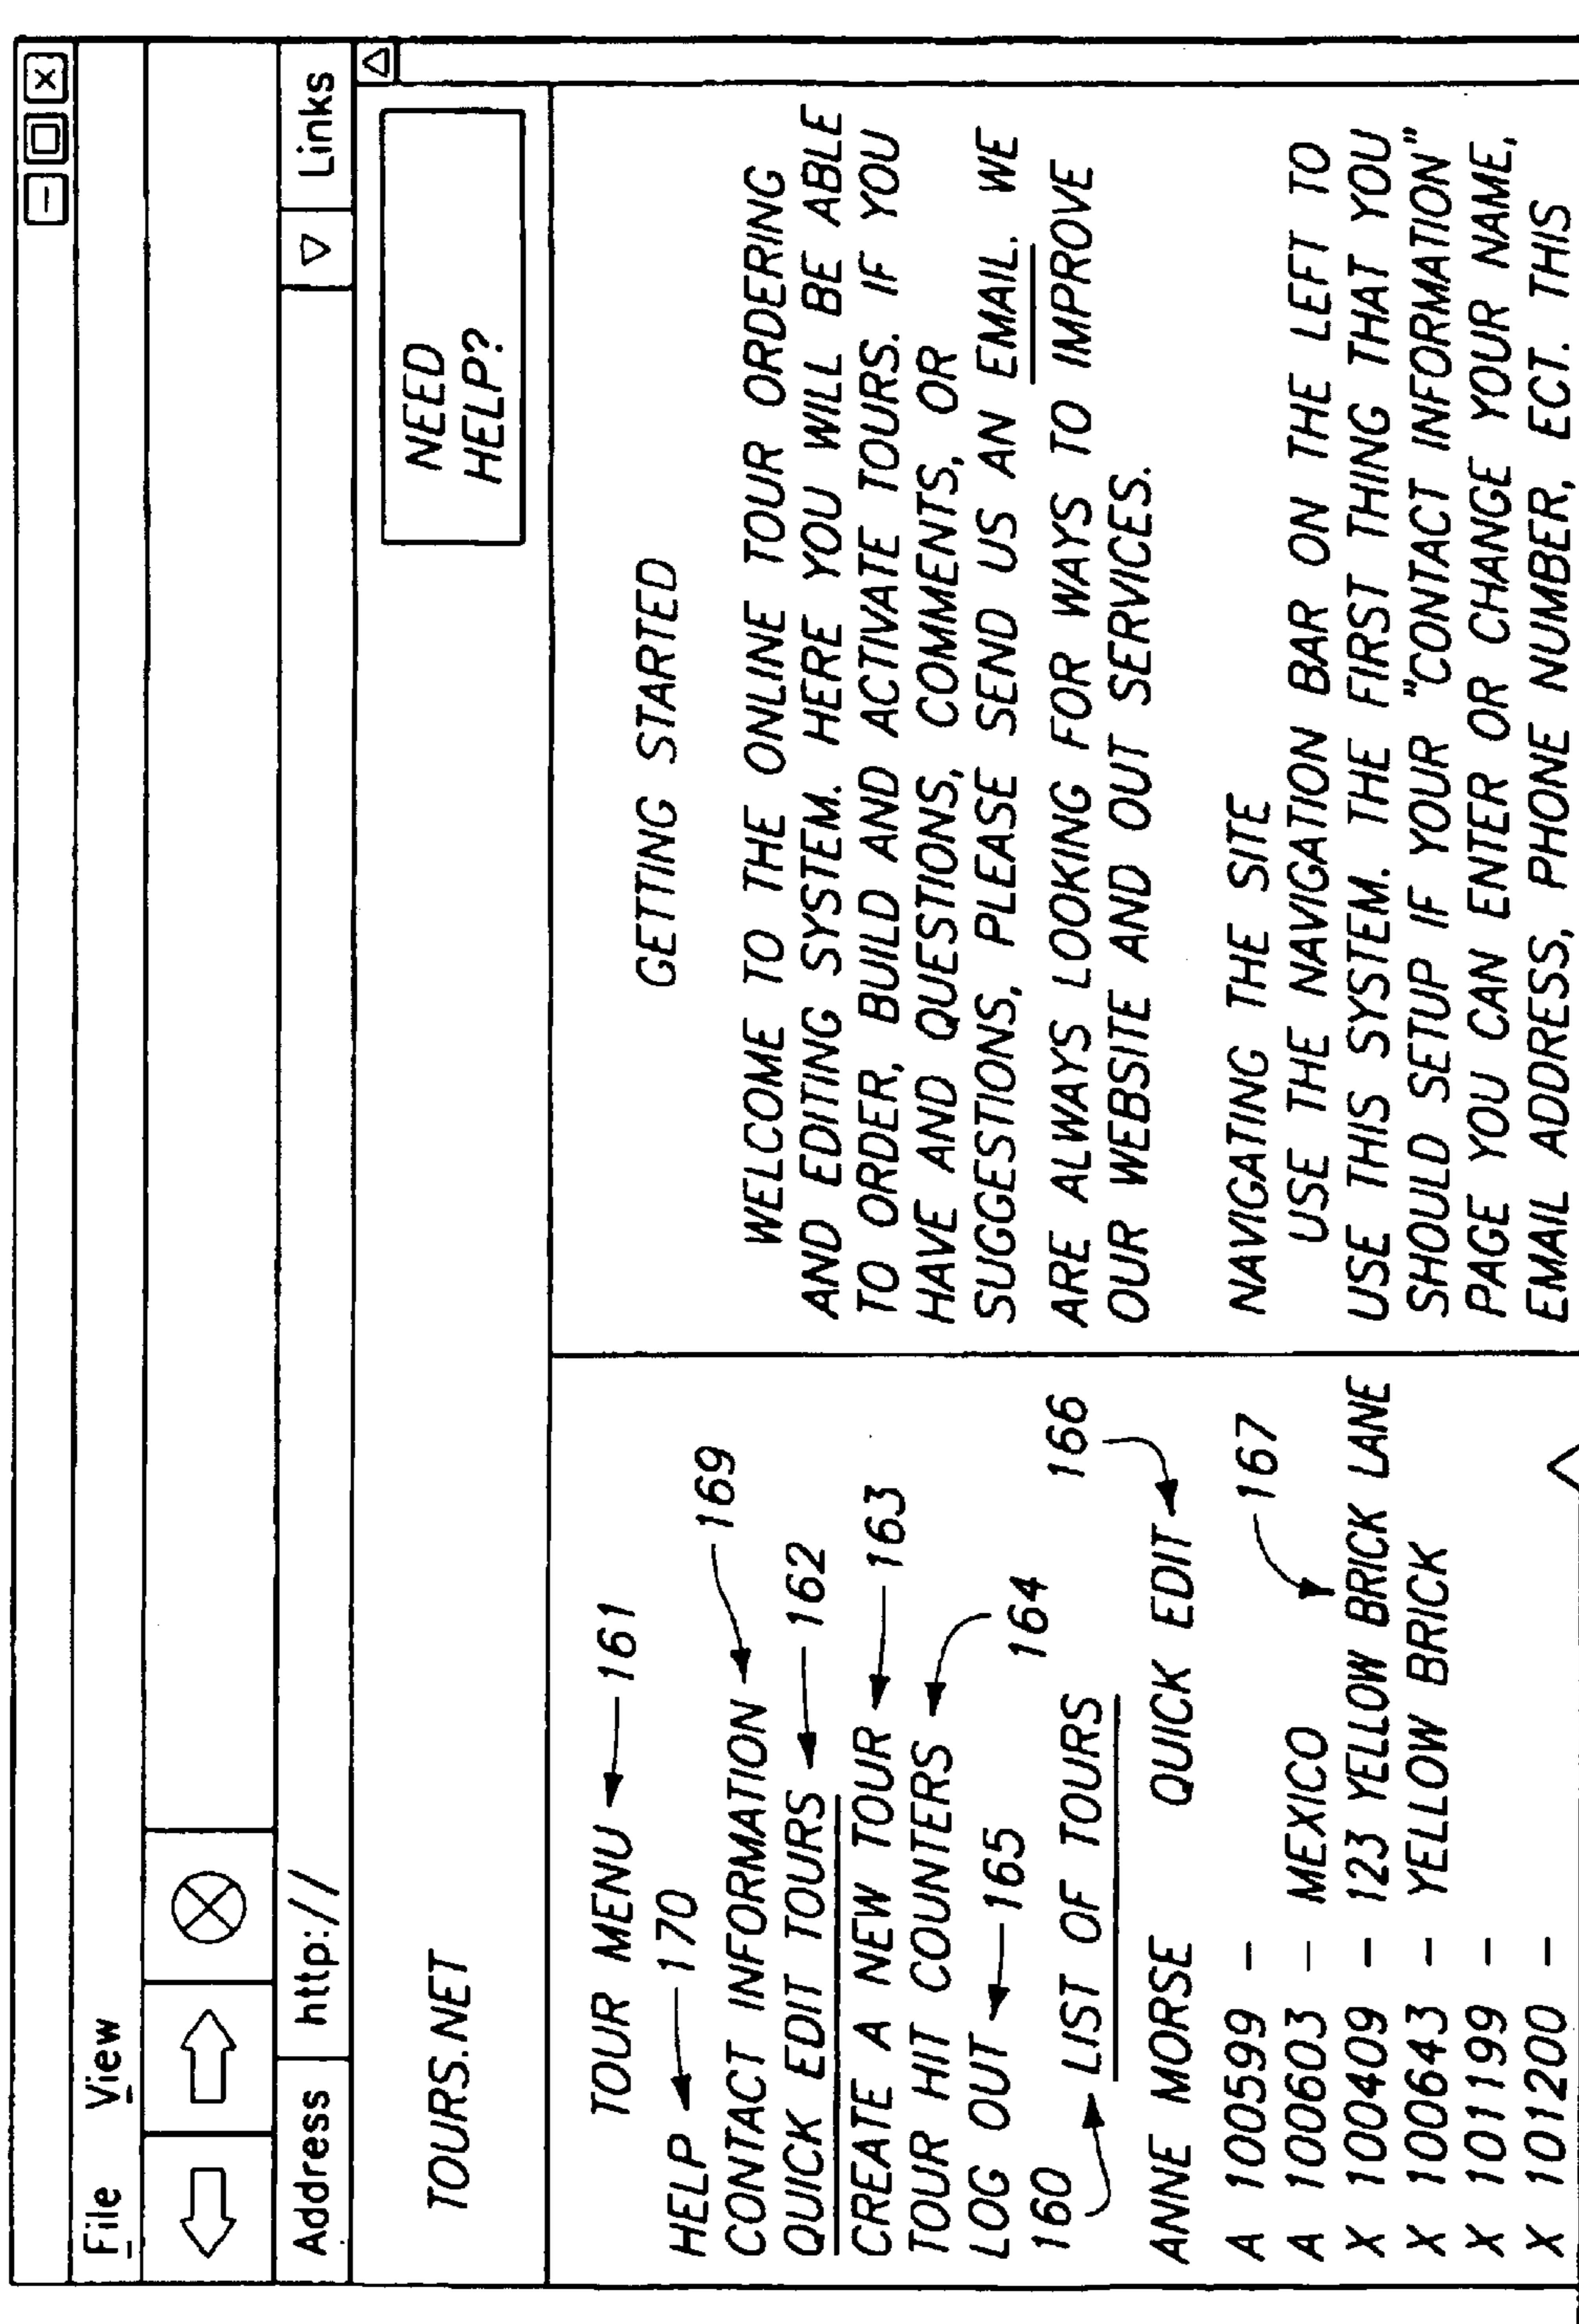 File View
Address http:// Links
TOURS.NET
NEED
HELP?
TOUR MENU 161
HELP 170
CONTACT INFORMATION 169
QUICK EDIT TOURS 162
CREATE A NEW TOUR 163
TOUR HIT COUNTERS 164
LOG OUT 165
160 LIST OF TOURS 166
ANNE MORSE QUICK EDIT
167
A 100599 –
A 100603 – MEXICO
X 100409 – 123 YELLOW BRICK LANE
X 100643 – YELLOW BRICK
X 101199 –
X 101200 –
GETTING STARTED
WELCOME TO THE ONLINE TOUR ORDERING
AND EDITING SYSTEM. HERE YOU WILL BE ABLE
TO ORDER, BUILD AND ACTIVATE TOURS. IF YOU
HAVE AND QUESTIONS, COMMENTS, OR
SUGGESTIONS, PLEASE SEND US AN EMAIL. WE
ARE ALWAYS LOOKING FOR WAYS TO IMPROVE
OUR WEBSITE AND OUT SERVICES.
NAVIGATING THE SITE
USE THE NAVIGATION BAR ON THE LEFT TO
USE THIS SYSTEM. THE FIRST THING THAT YOU
SHOULD SETUP IF YOUR "CONTACT INFORMATION"
PAGE YOU CAN ENTER OR CHANGE YOUR NAME,
EMAIL ADDRESS, PHONE NUMBER, ECT. THIS